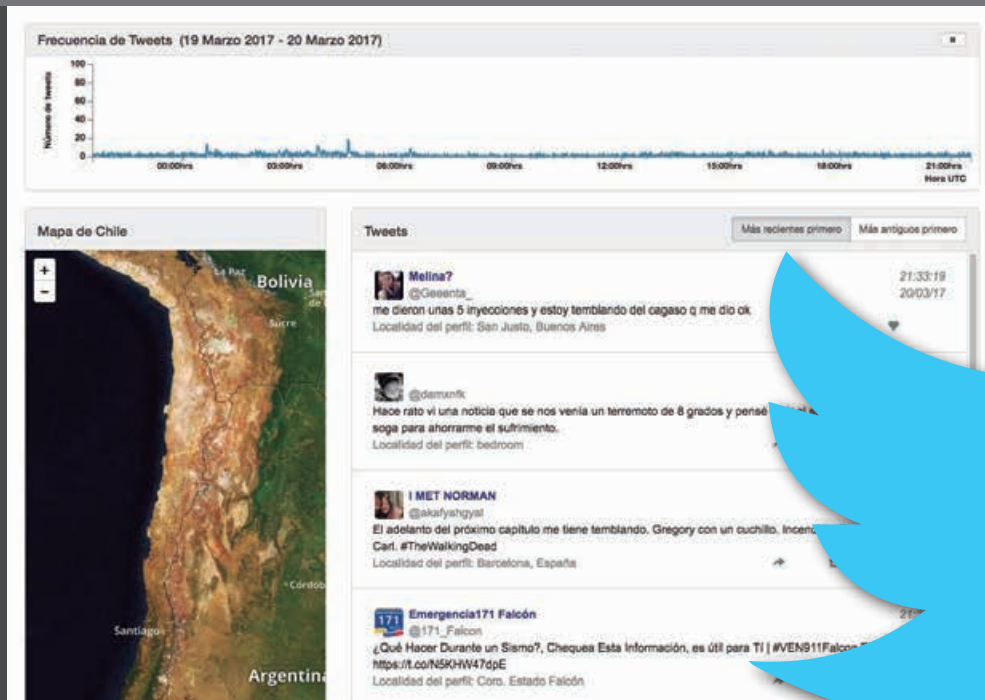 Frecuencia de Tweets (19 Marzo 2017 - 20 Marzo 2017)
Número de tweets
100
80
60
40
20
0
00:00hrs 03:00hrs 06:00hrs 09:00hrs 12:00hrs 15:00hrs 18:00hrs 21:00hrs
Hora UTC
Mapa de Chile
+
-
La Paz
Bolivia
Sucre
Córdob
Santiago
Argentina
Tweets
Más recientes primero Más antiguos primero
Melina?
21:33:19
@Geeenta_
20/03/17
me dieron unas 5 inyecciones y estoy temblando del cagaso q me dio ok
Localidad del perfil: San Justo, Buenos Aires
@damxnfk
Hace rato vi una noticia que se nos venía un terremoto de 8 grados y pensé
soga para ahorrarme el sufrimiento.
Localidad del perfil: bedroom
I MET NORMAN
@akafyahgyal
El adelanto del próximo capítulo me tiene temblando. Gregory con un cuchillo. Incen
Carl. #TheWalkingDead
Localidad del perfil: Barcelona, España
171
Emergencia171 Falcón
@171_Falcon
¿Qué Hacer Durante un Sismo?, Chequea Esta Información, es útil para Tí | #VEN911Falcon
https://t.co/N5KHW47dpE
Localidad del perfil: Coro. Estado Falcón